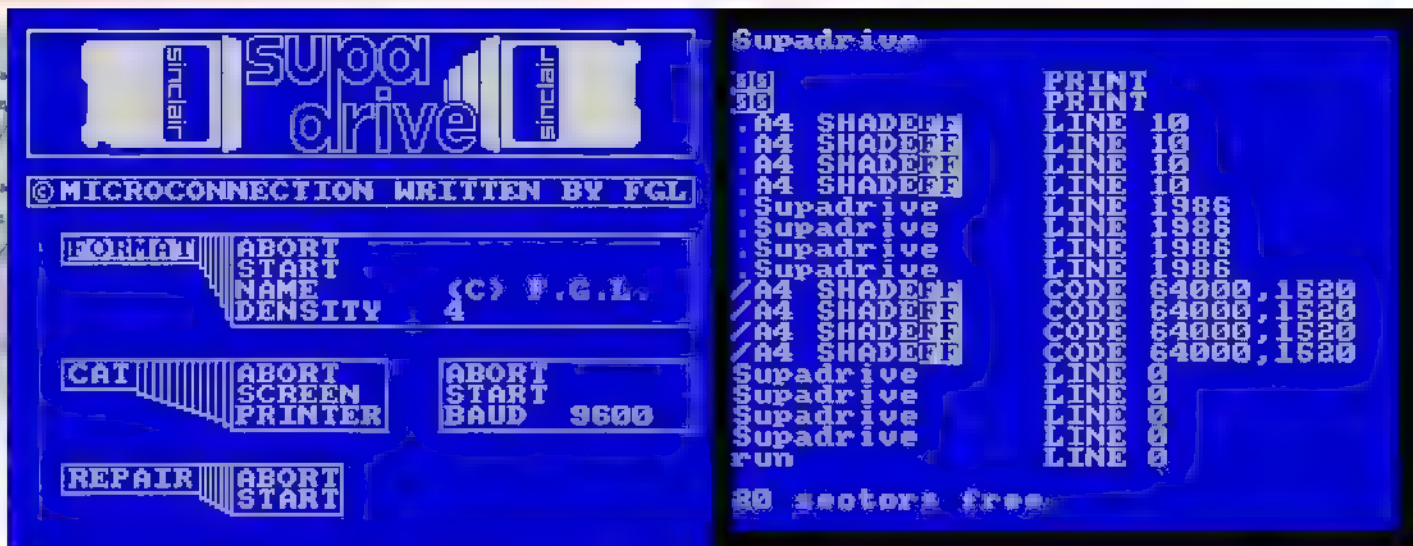 sinclair supa drive sinclair
© MICROCONNECTION WRITTEN BY FGL
FORMAT ABORT
START
NAME (C) F.G.L.
DENSITY 4
CAT ABORT
SCREEN
PRINTER
ABORT
START
BAUD 9600
REPAIR ABORT
START
Supadrive
PRINT
PRINT
.A4 SHADEFF LINE 10
.A4 SHADEFF LINE 10
.A4 SHADEFF LINE 10
.A4 SHADEFF LINE 10
.Supadrive LINE 1986
.Supadrive LINE 1986
.Supadrive LINE 1986
.Supadrive LINE 1986
/A4 SHADEFF CODE 64000,1520
/A4 SHADEFF CODE 64000,1520
/A4 SHADEFF CODE 64000,1520
/A4 SHADEFF CODE 64000,1520
Supadrive LINE 0
Supadrive LINE 0
Supadrive LINE 0
Supadrive LINE 0
run LINE 0
sectors free